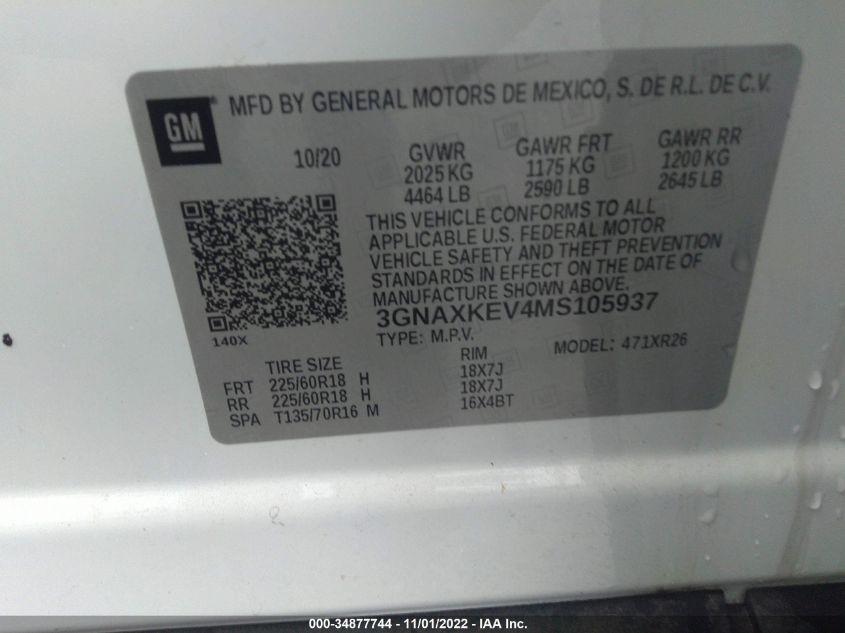 MFD BY GENERAL MOTORS DE MEXICO, S. DE R.L. DE C.V.
GM
10/20 GVWR GAWR FRT GAWR RR
2025 KG 1175 KG 1200 KG
4464 LB 2590 LB 2645 LB
THIS VEHICLE CONFORMS TO ALL
APPLICABLE U.S. FEDERAL MOTOR
VEHICLE SAFETY AND THEFT PREVENTION
STANDARDS IN EFFECT ON THE DATE OF
MANUFACTURE SHOWN ABOVE.
3GNAXKEV4MS105937
140X
TYPE: M.P.V. MODEL: 471XR26
TIRE SIZE RIM
FRT 225/60R18 H 18X7J
RR 225/60R18 H 18X7J
SPA T135/70R16 M 16X4BT
000-34877744 - 11/01/2022 - IAA Inc.